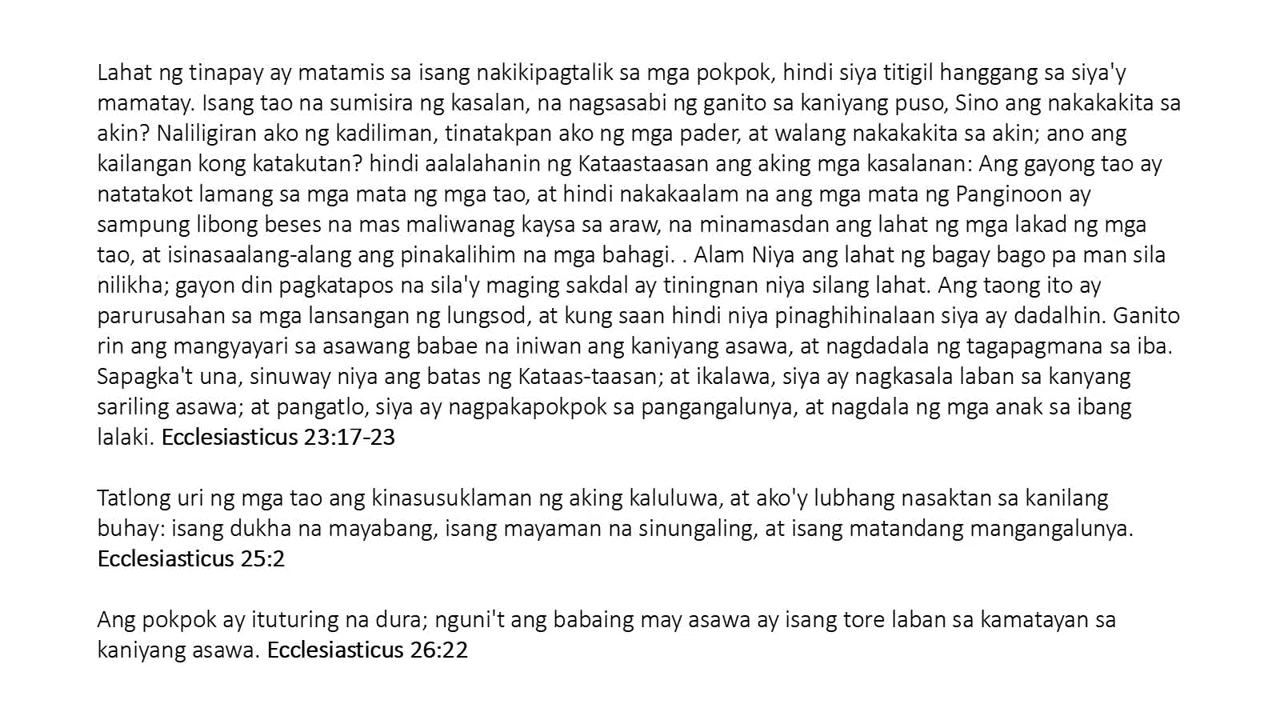 Lahat ng tinapay ay matamis sa isang nakikipagtalik sa mga pokpok, hindi siya titigil hanggang sa siya'y
mamatay. Isang tao na sumisira ng kasalan, na nagsasabi ng ganito sa kaniyang puso, Sino ang nakakakita sa
akin? Naliligiran ako ng kadiliman, tinatakpan ako ng mga pader, at walang nakakakita sa akin; ano ang
kailangan kong katakutan? hindi aalalahanin ng Kataastaasan ang aking mga kasalanan: Ang gayong tao ay
natatakot lamang sa mga mata ng mga tao, at hindi nakakaalam na ang mga mata ng Panginoon ay
sampung libong beses na mas maliwanag kaysa sa araw, na minamasdan ang lahat ng mga lakad ng mga
tao, at isinasaalang-alang ang pinakalihim na mga bahagi. . Alam Niya ang lahat ng bagay bago pa man sila
nilikha; gayon din pagkatapos na sila'y maging sakdal ay tiningnan niya silang lahat. Ang taong ito ay
parurusahan sa mga lansangan ng lungsod, at kung saan hindi niya pinaghihinalaan siya ay dadalhin. Ganito
rin ang mangyayari sa asawang babae na iniwan ang kaniyang asawa, at nagdadala ng tagapagmana sa iba.
Sapagka't una, sinuway niya ang batas ng Kataas-taasan; at ikalawa, siya ay nagkasala laban sa kanyang
sariling asawa; at pangatlo, siya ay nagpakapokpok sa pangangalunya, at nagdala ng mga anak sa ibang
lalaki. Ecclesiasticus 23:17-23
Tatlong uri ng mga tao ang kinasusuklaman ng aking kaluluwa, at ako'y lubhang nasaktan sa kanilang
buhay: isang dukha na mayabang, isang mayaman na sinungaling, at isang matandang mangangalunya.
Ecclesiasticus 25:2
Ang pokpok ay ituturing na dura; nguni't ang babaing may asawa ay isang tore laban sa kamatayan sa
kaniyang asawa. Ecclesiasticus 26:22